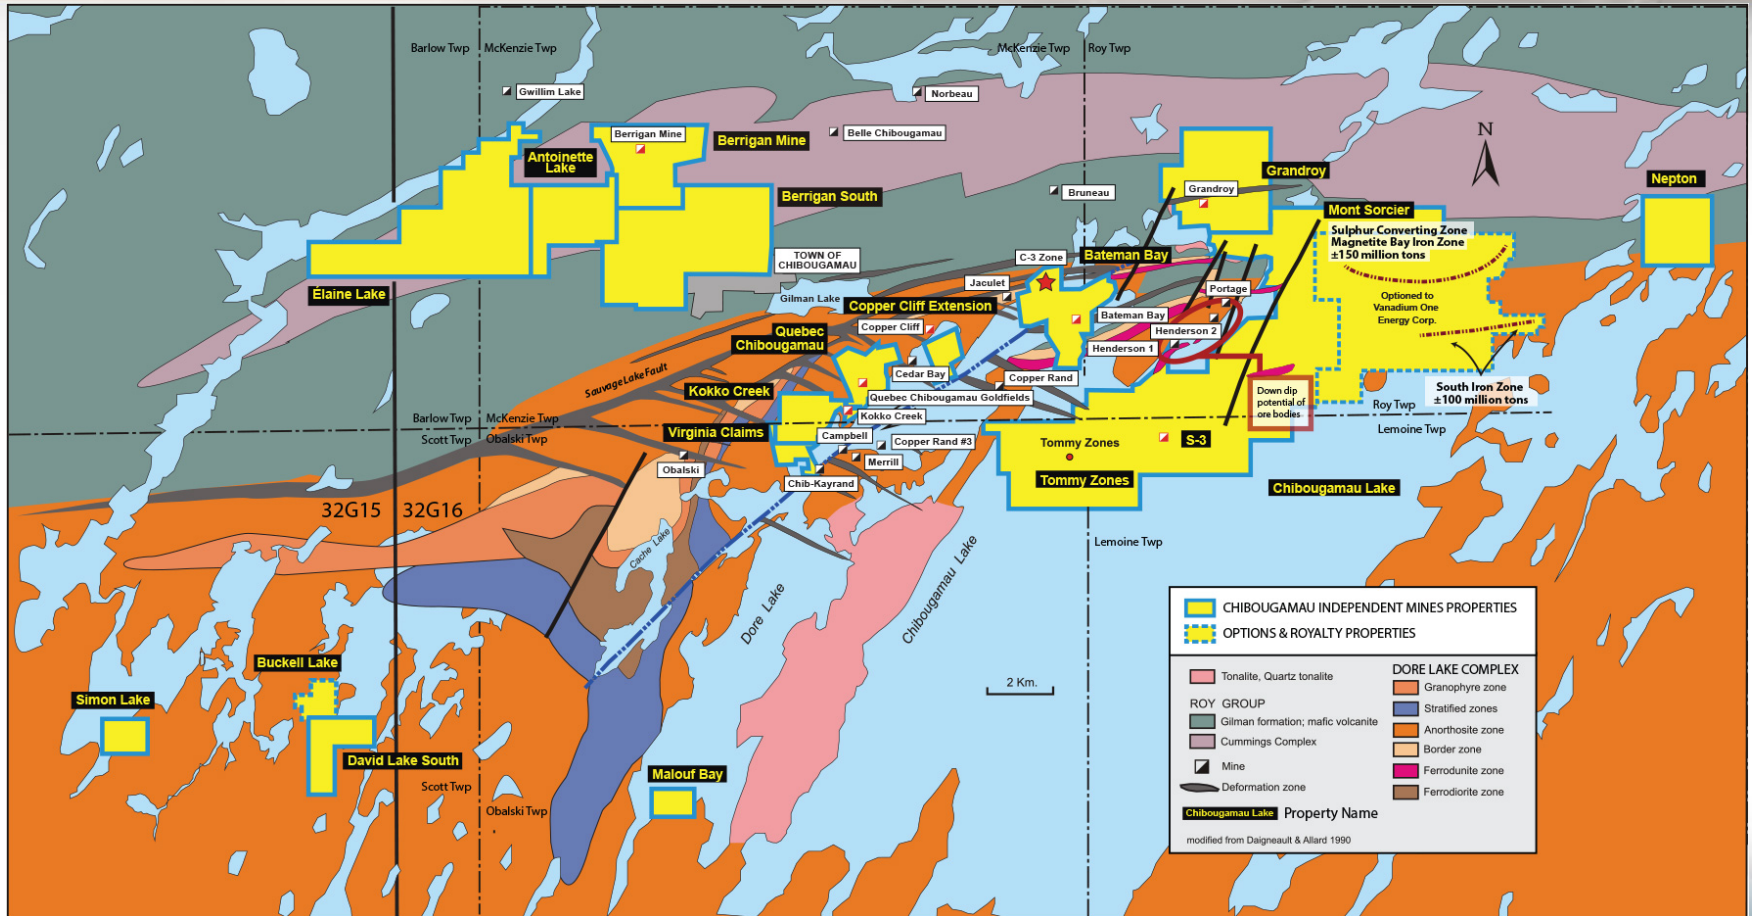 Barlow Twp
McKenzie Twp
McKenzie Twp
Roy Twp
Gwillim Lake
Norbeau
Berrigan Mine
Berrigan Mine
Belle Chibougamau
Antoinette
Lake
Berrigan South
Bruneau
Grandroy
Grandroy
Nepton
N
Mont Sorcier
Sulphur Converting Zone
Magnetite Bay Iron Zone
±150 million tons
TOWN OF
CHIBOUGAMAU
C-3 Zone
Bateman Bay
Élaine Lake
Jaculet
Portage
Gilman Lake
Copper Cliff Extension
Optioned to
Vanadium One
Energy Corp.
Bateman Bay
Copper Cliff
Quebec
Chibougamau
Henderson 2
Henderson 1
Sauvage Lake Fault
Cedar Bay
Copper Rand
Kokko Creek
Quebec Chibougamau Goldfields
Down dip
potential of
ore bodies
South Iron Zone
±100 million tons
Kokko Creek
Barlow Twp
McKenzie Twp
Roy Twp
Scott Twp
Obalski Twp
Virginia Claims
Campbell
Copper Rand #3
Tommy Zones
S-3
Lemoine Twp
Obalski
Merrill
Chib-Kayrand
Tommy Zones
Chibougamau Lake
32G15
32G16
Cache Lake
Lemoine Twp
Dore Lake
Chibougamau Lake
Buckell Lake
Simon Lake
David Lake South
2 Km.
Malouf Bay
Scott Twp
Obalski Twp
CHIBOUGAMAU INDEPENDENT MINES PROPERTIES
OPTIONS & ROYALTY PROPERTIES
Tonalite, Quartz tonalite
ROY GROUP
Gilman formation; mafic volcanite
Cummings Complex
Mine
Deformation zone
Chibougamau Lake Property Name
modified from Daigneault & Allard 1990
DORE LAKE COMPLEX
Granophyre zone
Stratified zones
Anorthosite zone
Border zone
Ferrodunite zone
Ferrodiorite zone